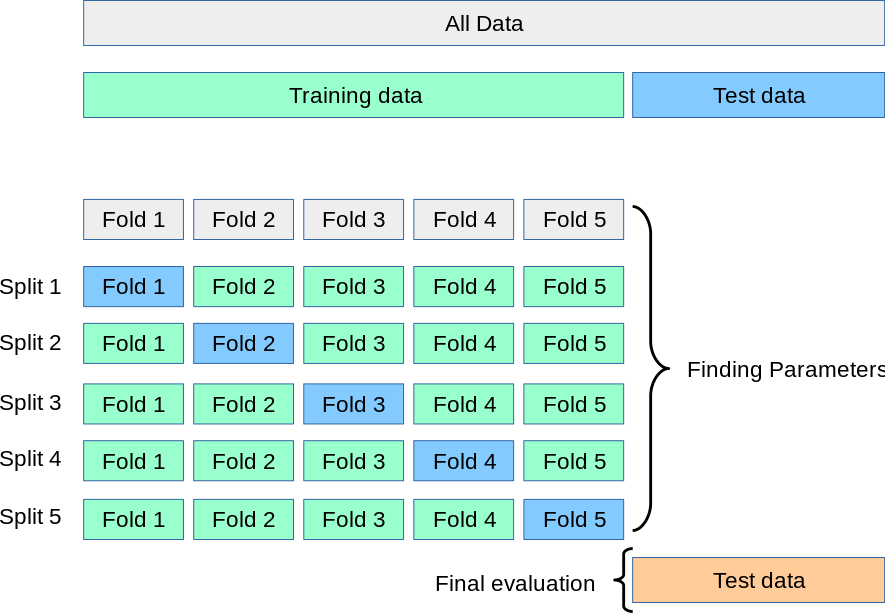 All Data
Training data Test data
Fold 1 Fold 2 Fold 3 Fold 4 Fold 5
Split 1 Fold 1 Fold 2 Fold 3 Fold 4 Fold 5
Split 2 Fold 1 Fold 2 Fold 3 Fold 4 Fold 5
Finding Parameters
Split 3 Fold 1 Fold 2 Fold 3 Fold 4 Fold 5
Split 4 Fold 1 Fold 2 Fold 3 Fold 4 Fold 5
Split 5 Fold 1 Fold 2 Fold 3 Fold 4 Fold 5
Final evaluation Test data